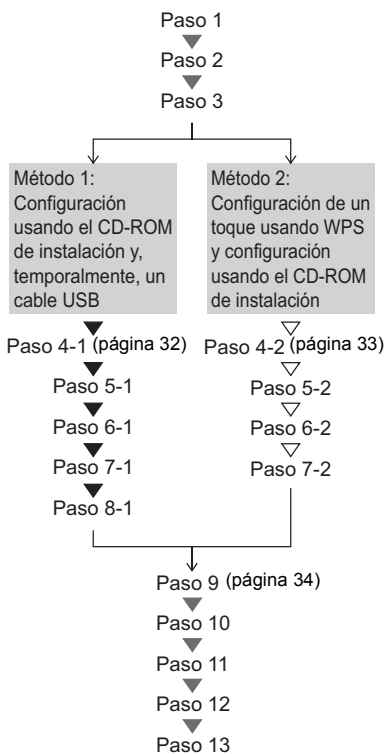 Paso 1
Paso 2
Paso 3
Método 1:
Configuración
usando el CD-ROM
de instalación y,
temporalmente, un
cable USB
Paso 4-1 (página 32)
Paso 5-1
Paso 6-1
Paso 7-1
Paso 8-1
Método 2:
Configuración de un
toque usando WPS
y configuración
usando el CD-ROM
de instalación
Paso 4-2 (página 33)
Paso 5-2
Paso 6-2
Paso 7-2
Paso 9 (página 34)
Paso 10
Paso 11
Paso 12
Paso 13